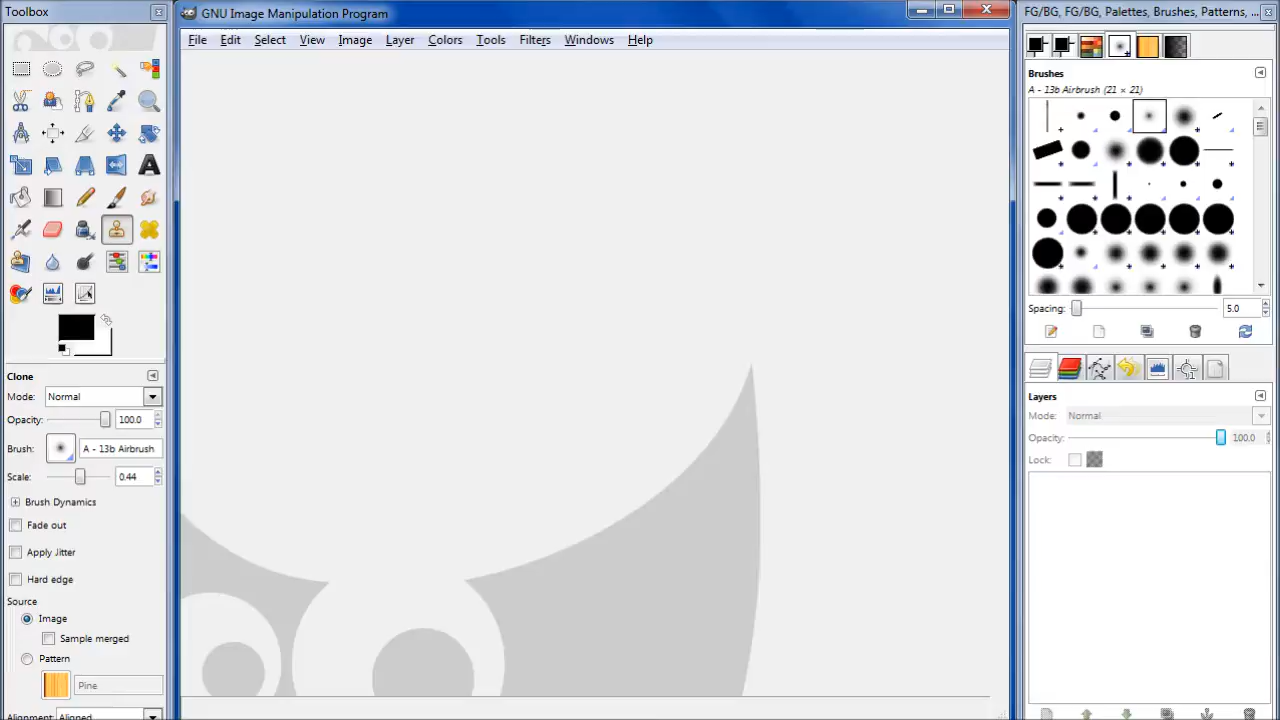 Toolbox
GNU Image Manipulation Program
FG/BG, FG/BG, Palettes, Brushes, Patterns, ...
File Edit Select View Image Layer Colors Tools Filters Windows Help
Brushes
A - 13b Airbrush (21 × 21)
Spacing: 5.0
Clone
Mode: Normal
Opacity: 100.0
Brush: A - 13b Airbrush
Scale: 0.44
Brush Dynamics
Fade out
Apply Jitter
Hard edge
Source
Image
Sample merged
Pattern
Pine
Alignment: Aligned
Layers
Mode: Normal
Opacity: 100.0
Lock: